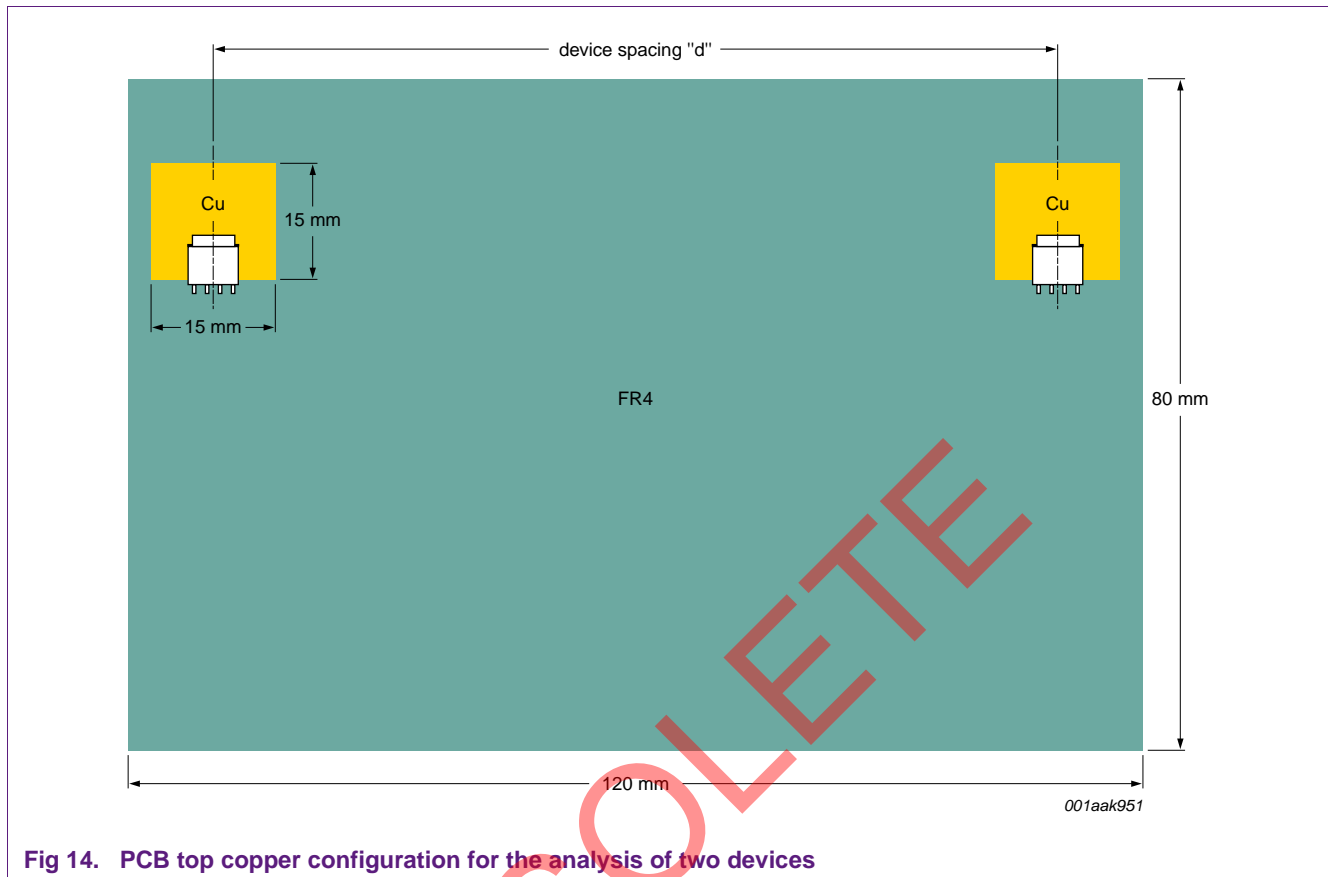 device spacing "d"
Cu
15 mm
15 mm
Cu
FR4
80 mm
120 mm
001aak951
Fig 14. PCB top copper configuration for the analysis of two devices
OLETE